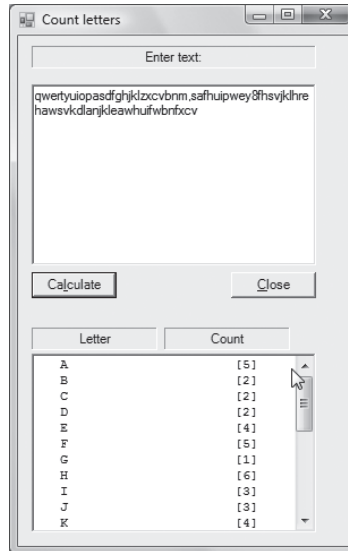 Count letters
Enter text:
qwertyuiopasdfghjklzxcvbnm,safhuipwey8fhsvjklhre
hawsvkdlanjkleawhuifwbnfxcv
Calculate Close
Letter Count
A [5]
B [2]
C [2]
D [2]
E [4]
F [5]
G [1]
H [6]
I [3]
J [3]
K [4]